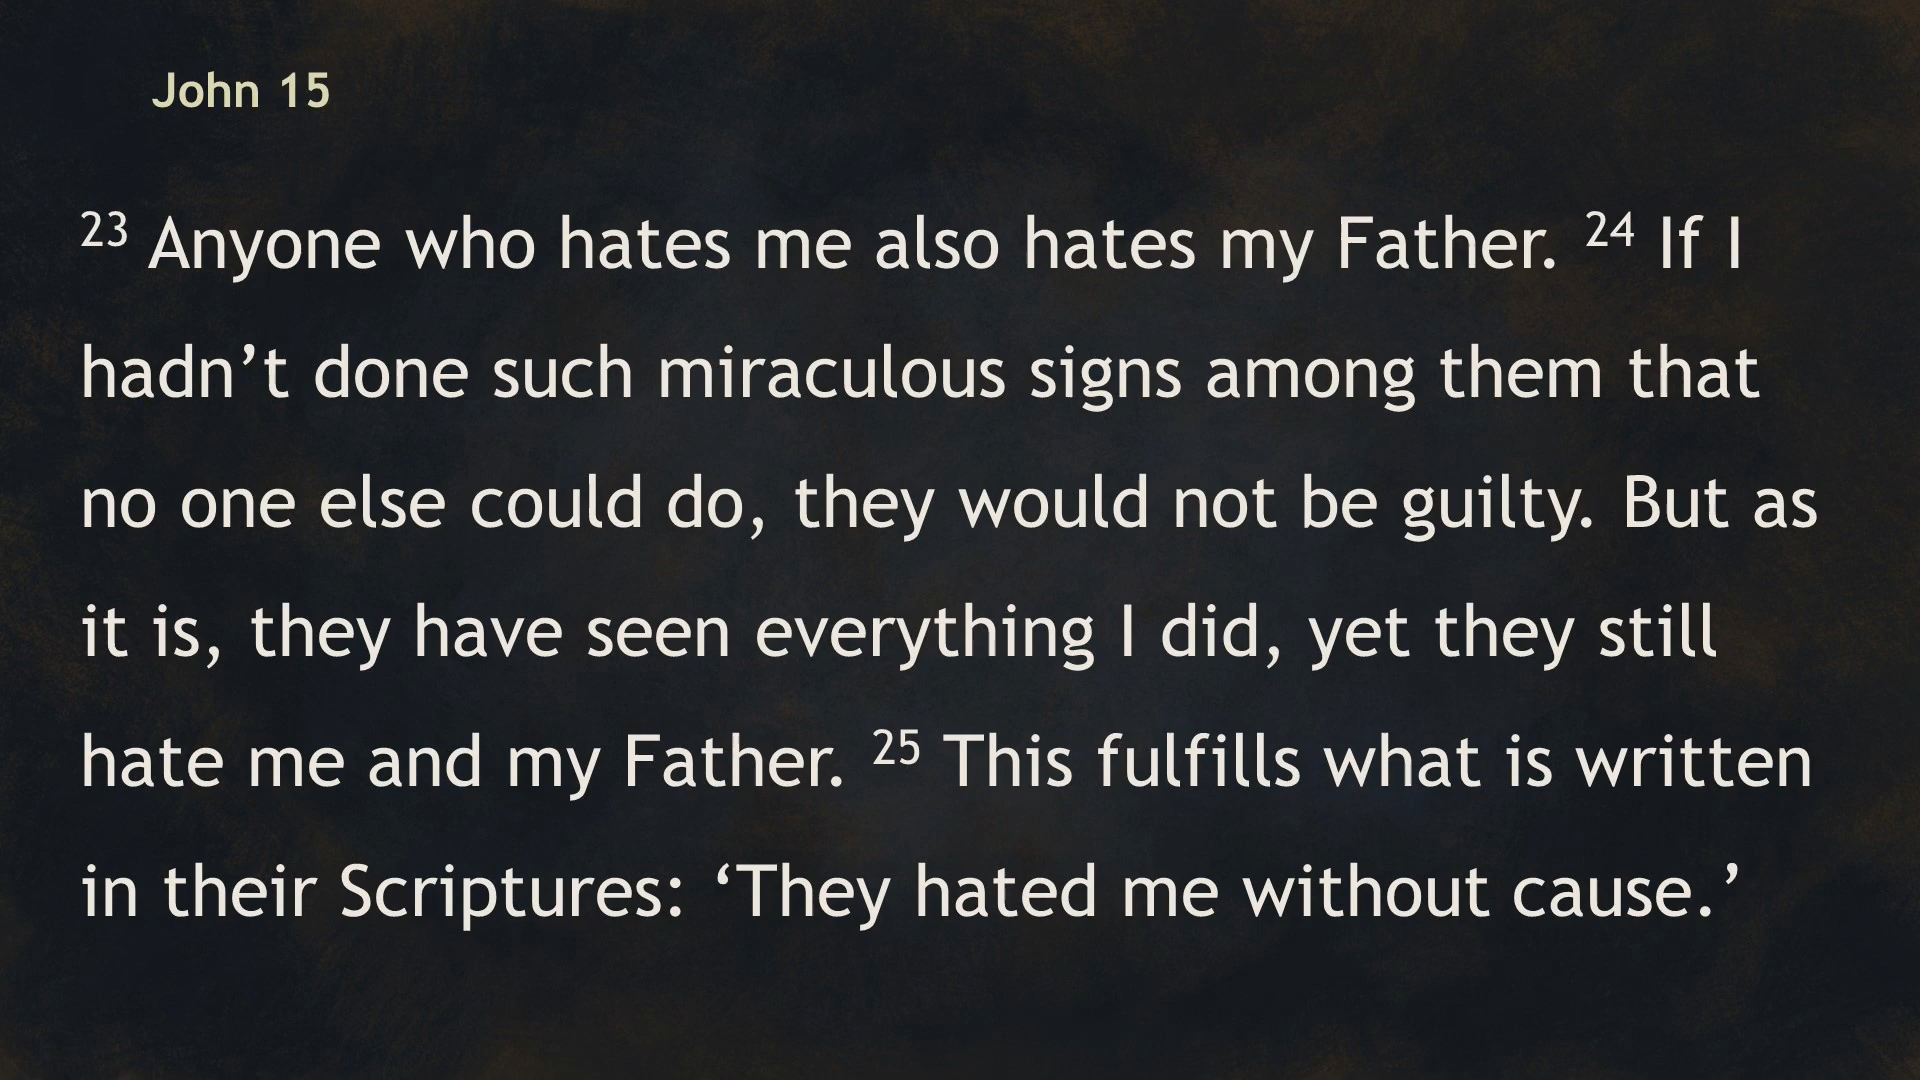 John 15
23 Anyone who hates me also hates my Father. 24 If I
hadn’t done such miraculous signs among them that
no one else could do, they would not be guilty. But as
it is, they have seen everything I did, yet they still
hate me and my Father. 25 This fulfills what is written
in their Scriptures: ‘They hated me without cause.’